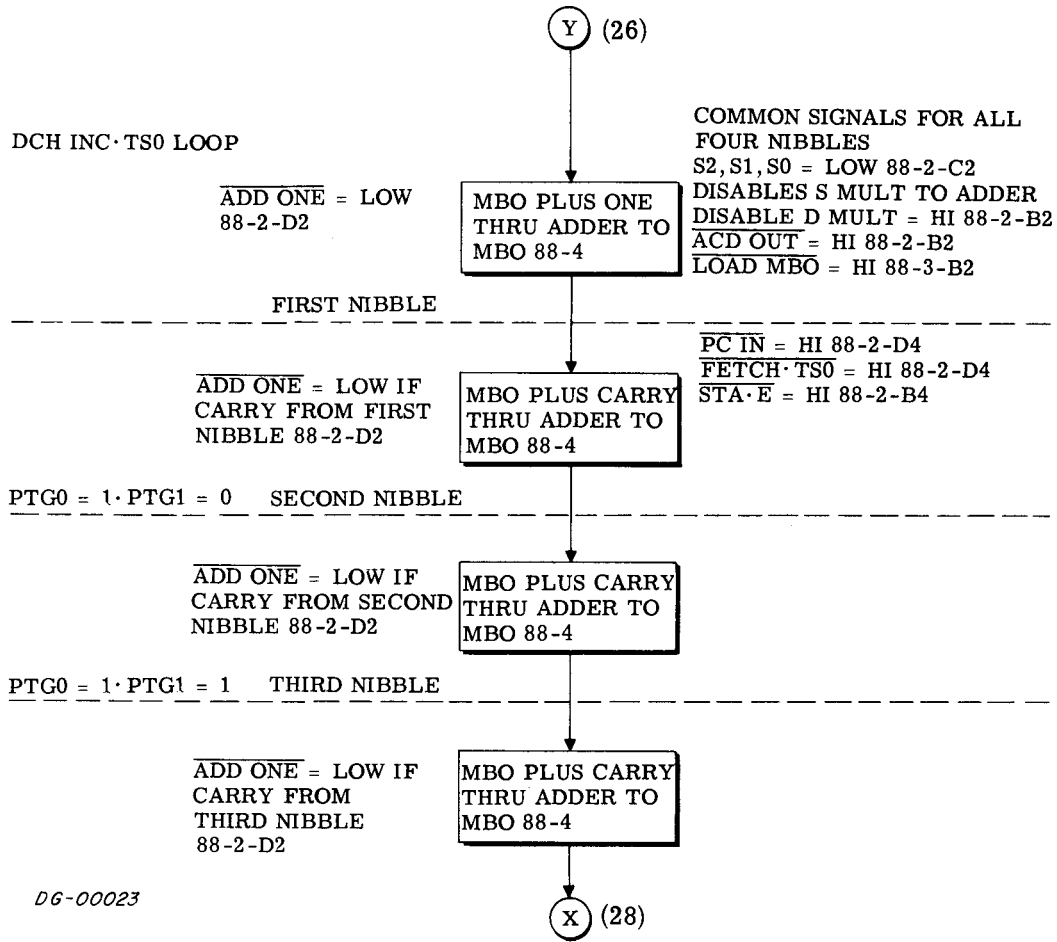 Y (26)
DCH INC·TS0 LOOP
COMMON SIGNALS FOR ALL
FOUR NIBBLES
S2, S1, S0 = LOW 88-2-C2
DISABLES S MULT TO ADDER
DISABLE D MULT = HI 88-2-B2
ACD OUT = HI 88-2-B2
LOAD MBO = HI 88-3-B2
ADD ONE = LOW
88-2-D2
MBO PLUS ONE
THRU ADDER TO
MBO 88-4
FIRST NIBBLE
PC IN = HI 88-2-D4
FETCH·TS0 = HI 88-2-D4
STA·E = HI 88-2-B4
ADD ONE = LOW IF
CARRY FROM FIRST
NIBBLE 88-2-D2
MBO PLUS CARRY
THRU ADDER TO
MBO 88-4
PTG0 = 1·PTG1 = 0 SECOND NIBBLE
ADD ONE = LOW IF
CARRY FROM SECOND
NIBBLE 88-2-D2
MBO PLUS CARRY
THRU ADDER TO
MBO 88-4
PTG0 = 1·PTG1 = 1 THIRD NIBBLE
ADD ONE = LOW IF
CARRY FROM
THIRD NIBBLE
88-2-D2
MBO PLUS CARRY
THRU ADDER TO
MBO 88-4
DG-00023
X (28)